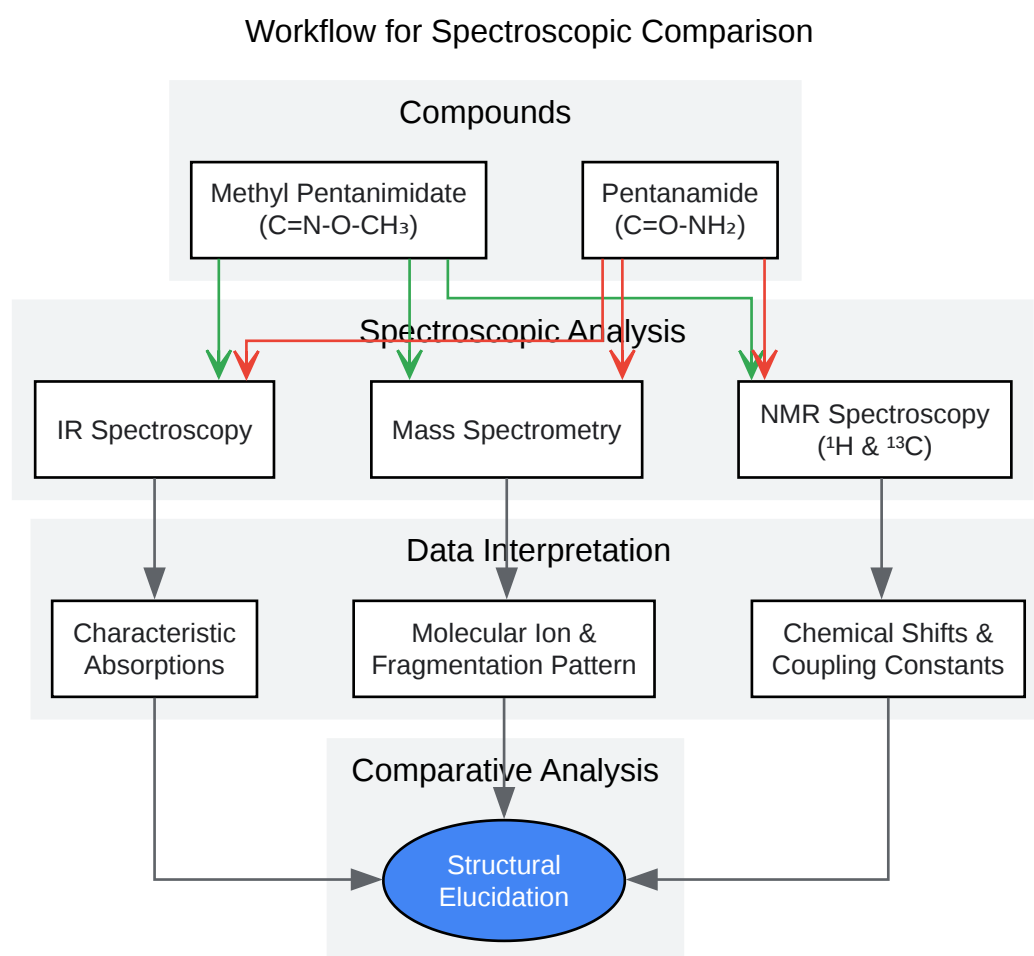 Workflow for Spectroscopic Comparison
Compounds
Methyl Pentanimidate
(C=N-O-CH₃)
Pentanamide
(C=O-NH₂)
Spectroscopic Analysis
IR Spectroscopy
Mass Spectrometry
NMR Spectroscopy
(¹H & ¹³C)
Data Interpretation
Characteristic
Absorptions
Molecular Ion &
Fragmentation Pattern
Chemical Shifts &
Coupling Constants
Comparative Analysis
Structural
Elucidation